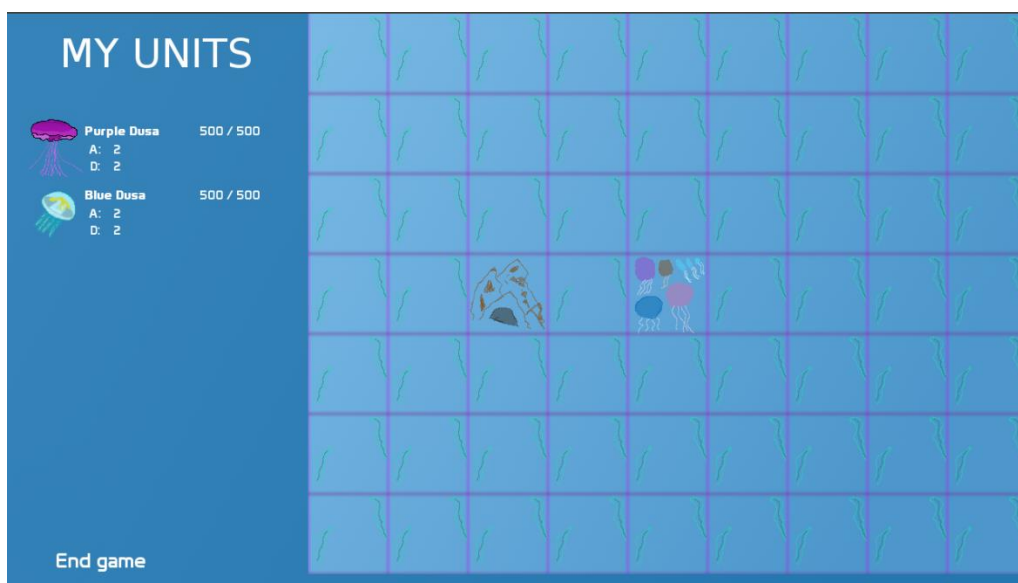 MY UNITS
Purple Dusa 500 / 500
A: 2
D: 2
Blue Dusa 500 / 500
A: 2
D: 2
End game